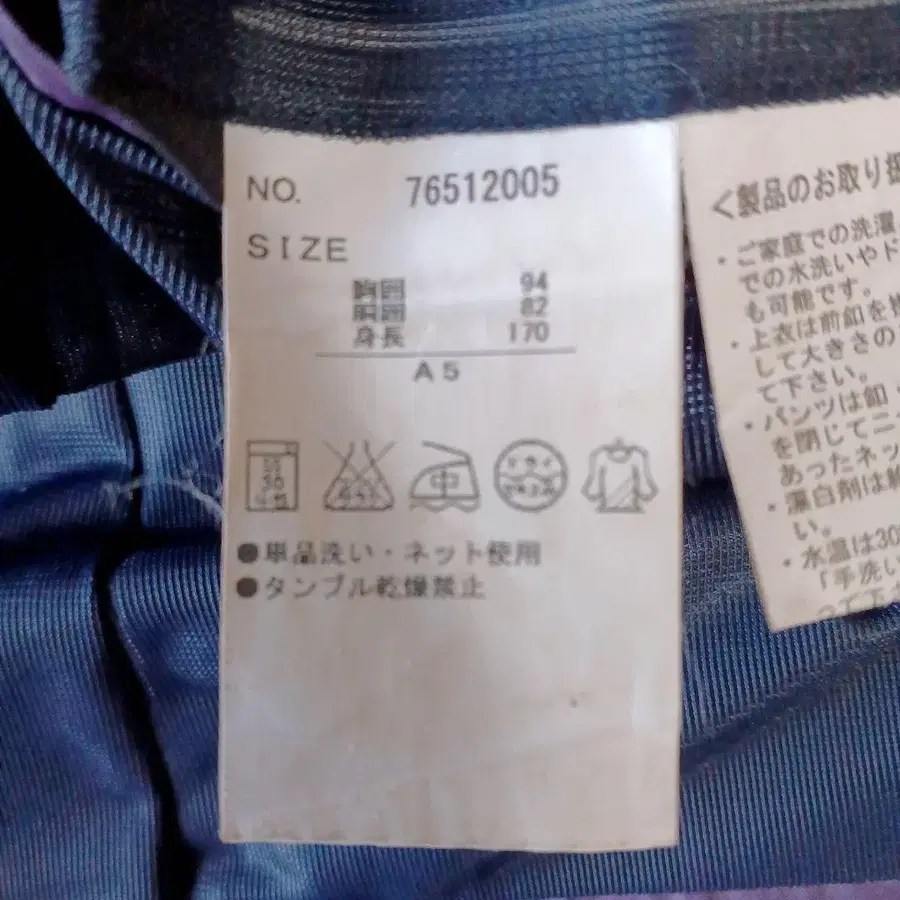 NO. 76512005
SIZE
胸囲 94
胴囲 82
身長 170
A5
●単品洗い・ネット使用
●タンブル乾燥禁止
<製品のお取り扱
・ご家庭での洗濯
での水洗いやド
も可能です。
・上衣は前釦を
して大きさの
て下さい。
・パンツは釦・
を閉じてニ
あったネッ
・漂白剤は
い。
・水温は30
「手洗い